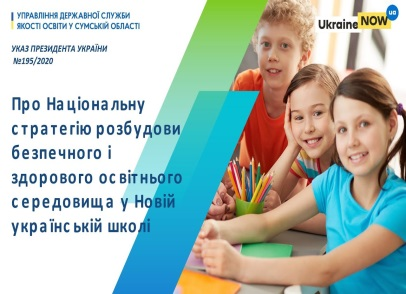 УПРАВЛІННЯ ДЕРЖАВНОЇ СЛУЖБИ
ЯКОСТІ ОСВІТИ У СУМСЬКІЙ ОБЛАСТІ
Ukraine NOW ua
УКАЗ ПРЕЗИДЕНТА УКРАЇНИ
№195/2020
Про Національну
стратегію розбудови
безпечного і
здорового освітнього
середовища у Новій
українській школі